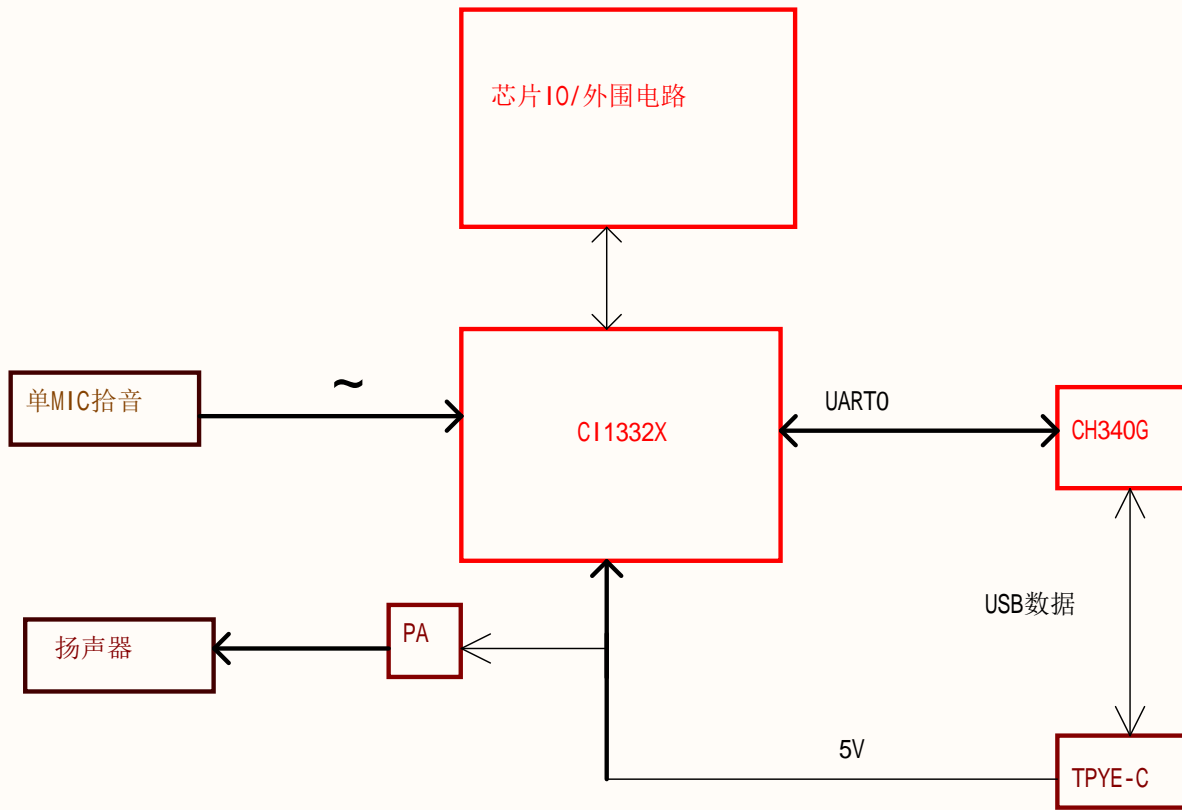 芯片IO/外围电路
单MIC拾音
~
CI1332X
UART0
CH340G
USB数据
扬声器
PA
5V
TPYE-C